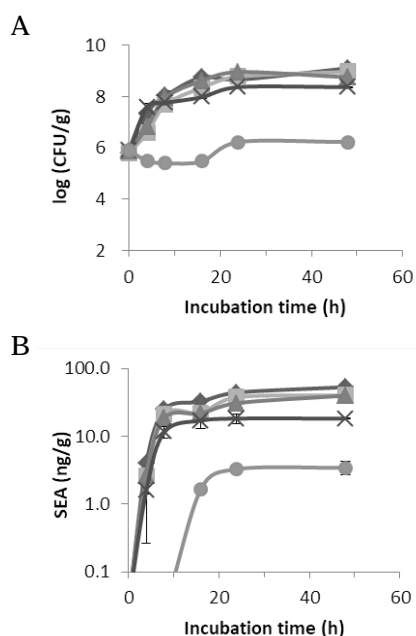 A
10
8
6
4
2
log (CFU/g)
0 20 40 60
Incubation time (h)
B
100.0
10.0
1.0
0.1
SEA (ng/g)
0 20 40 60
Incubation time (h)